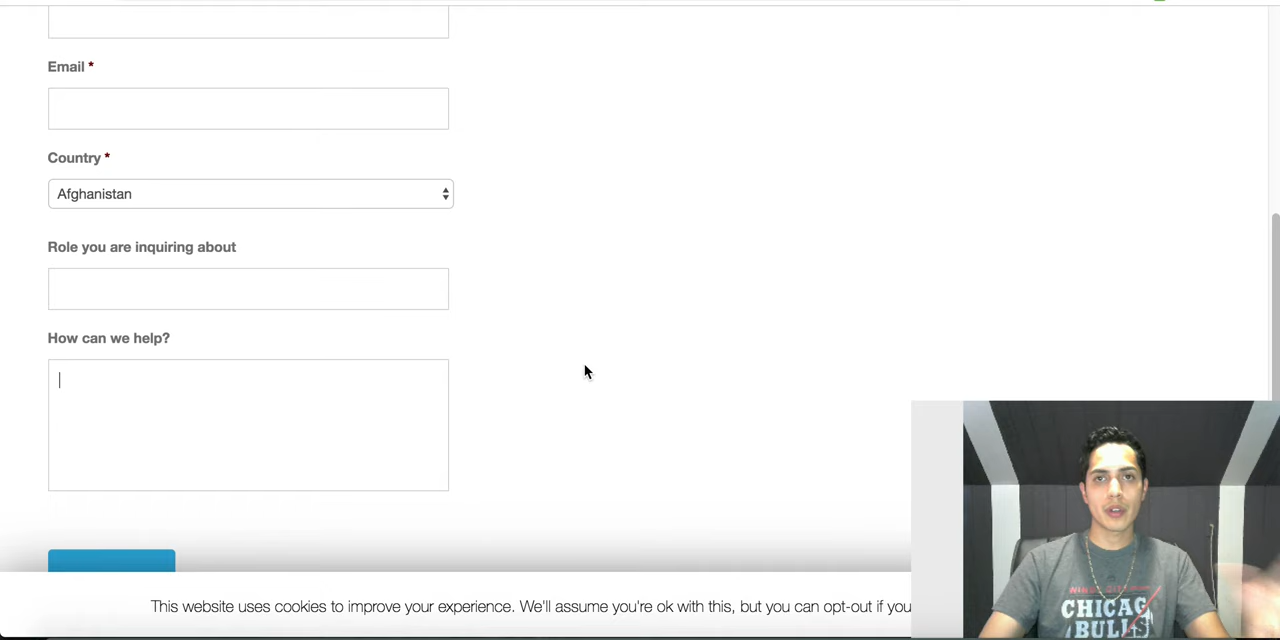 Email *
Country *
Afghanistan
Role you are inquiring about
How can we help?
This website uses cookies to improve your experience. We'll assume you're ok with this, but you can opt-out if you
CHICAG
BULLS